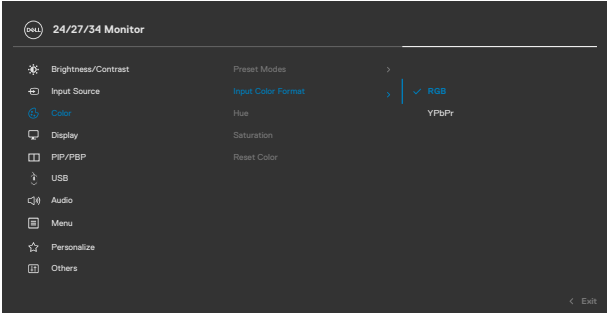 DELL 24/27/34 Monitor
Brightness/Contrast Preset Modes >
Input Source Input Color Format > ✓ RGB
Color Hue YPbPr
Display Saturation
PIP/PBP Reset Color
USB
Audio
Menu
Personalize
Others
< Exit